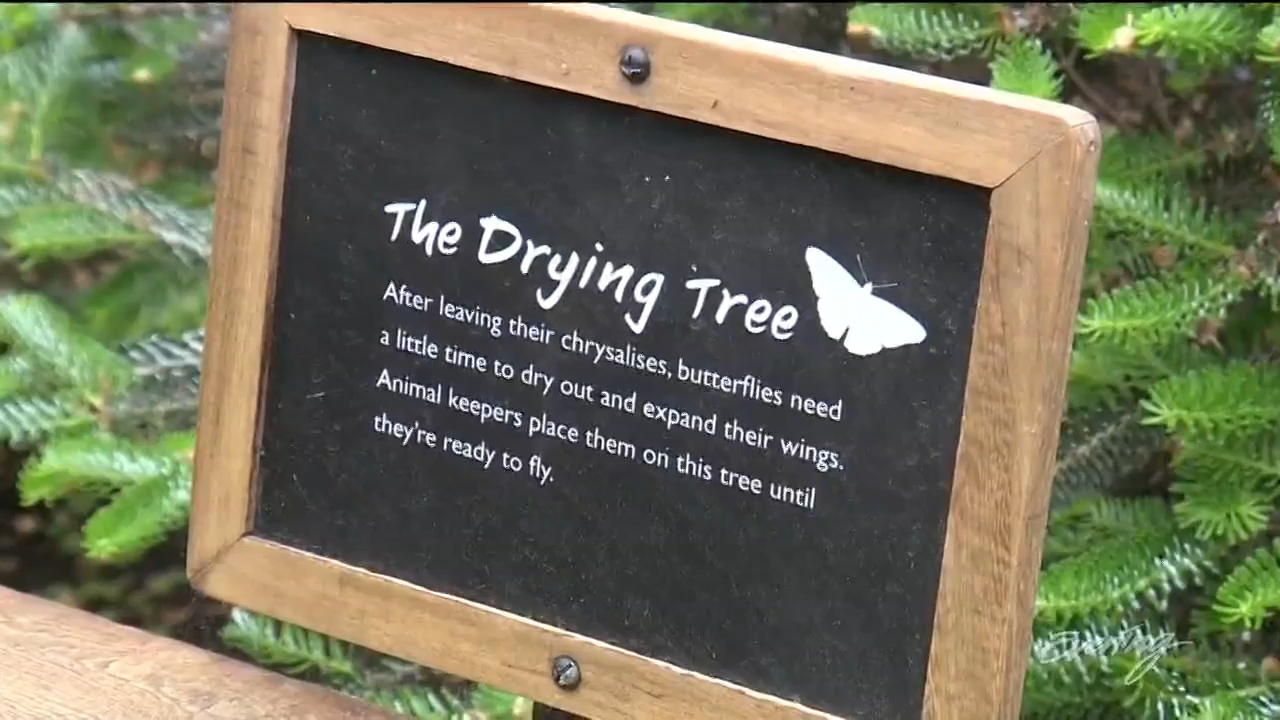 The Drying Tree
After leaving their chrysalises, butterflies need
a little time to dry out and expand their wings.
Animal keepers place them on this tree until
they're ready to fly.